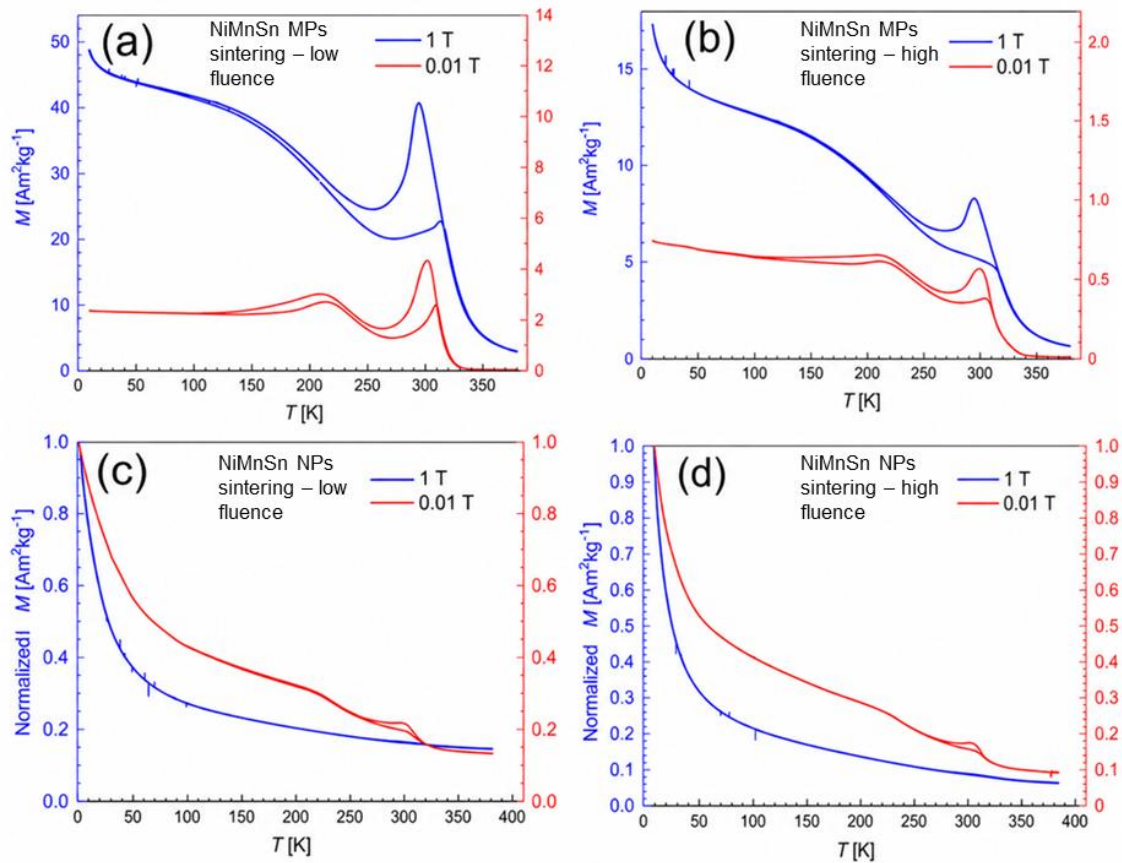 (a)
NiMnSn MPs
sintering – low
fluence
1 T
0.01 T
M [Am²kg⁻¹]
50
40
30
20
10
0
14
12
10
8
6
4
2
0
0 50 100 150 200 250 300 350
T [K]
(b)
NiMnSn MPs
sintering – high
fluence
1 T
0.01 T
M [Am²kg⁻¹]
15
10
5
0
2.0
1.5
1.0
0.5
0
0 50 100 150 200 250 300 350
T [K]
(c)
NiMnSn NPs
sintering – low
fluence
1 T
0.01 T
Normalized M [Am²kg⁻¹]
1.0
0.8
0.6
0.4
0.2
0.0
1.0
0.8
0.6
0.4
0.2
0.0
0 50 100 150 200 250 300 350 400
T [K]
(d)
NiMnSn NPs
sintering – high
fluence
1 T
0.01 T
Normalized M [Am²kg⁻¹]
1.0
0.9
0.8
0.7
0.6
0.5
0.4
0.3
0.2
0.1
0.0
1.0
0.9
0.8
0.7
0.6
0.5
0.4
0.3
0.2
0.1
0
0 50 100 150 200 250 300 350 400
T [K]